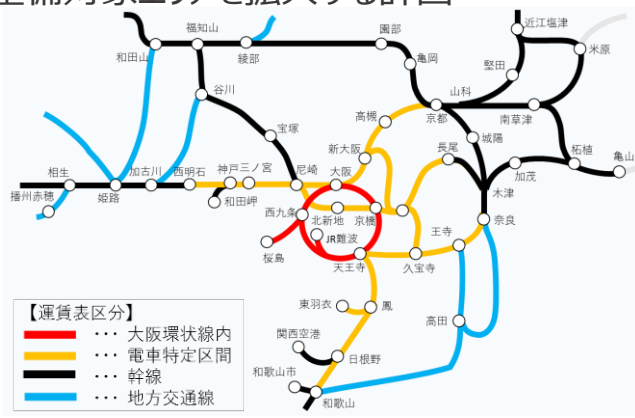 整備対象エリアを拡大する計画
福知山
和田山
綾部
園部
亀岡
近江塩津
米原
堅田
山科
京都
南草津
谷川
宝塚
高槻
新大阪
城陽
長尾
加茂
柘植
亀山
木津
相生
播州赤穂
姫路
加古川
西明石
神戸三ノ宮
和田岬
尼崎
大阪
北新地
京橋
西九条
JR難波
桜島
天王寺
久宝寺
王寺
奈良
東羽衣
鳳
高田
関西空港
日根野
和歌山市
和歌山
【運賃表区分】
・・・ 大阪環状線内
・・・ 電車特定区間
・・・ 幹線
・・・ 地方交通線